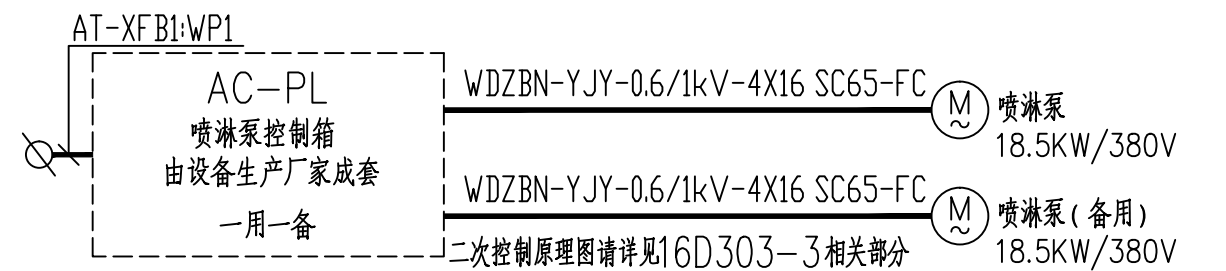 AT-XFB1:WP1
AC-PL
喷淋泵控制箱
由设备生产厂家成套
一用一备
WDZBN-YJY-0.6/1kV-4X16 SC65-FC
M
~
喷淋泵
18.5KW/380V
WDZBN-YJY-0.6/1kV-4X16 SC65-FC
M
~
喷淋泵(备用)
18.5KW/380V
二次控制原理图请详见16D303-3相关部分